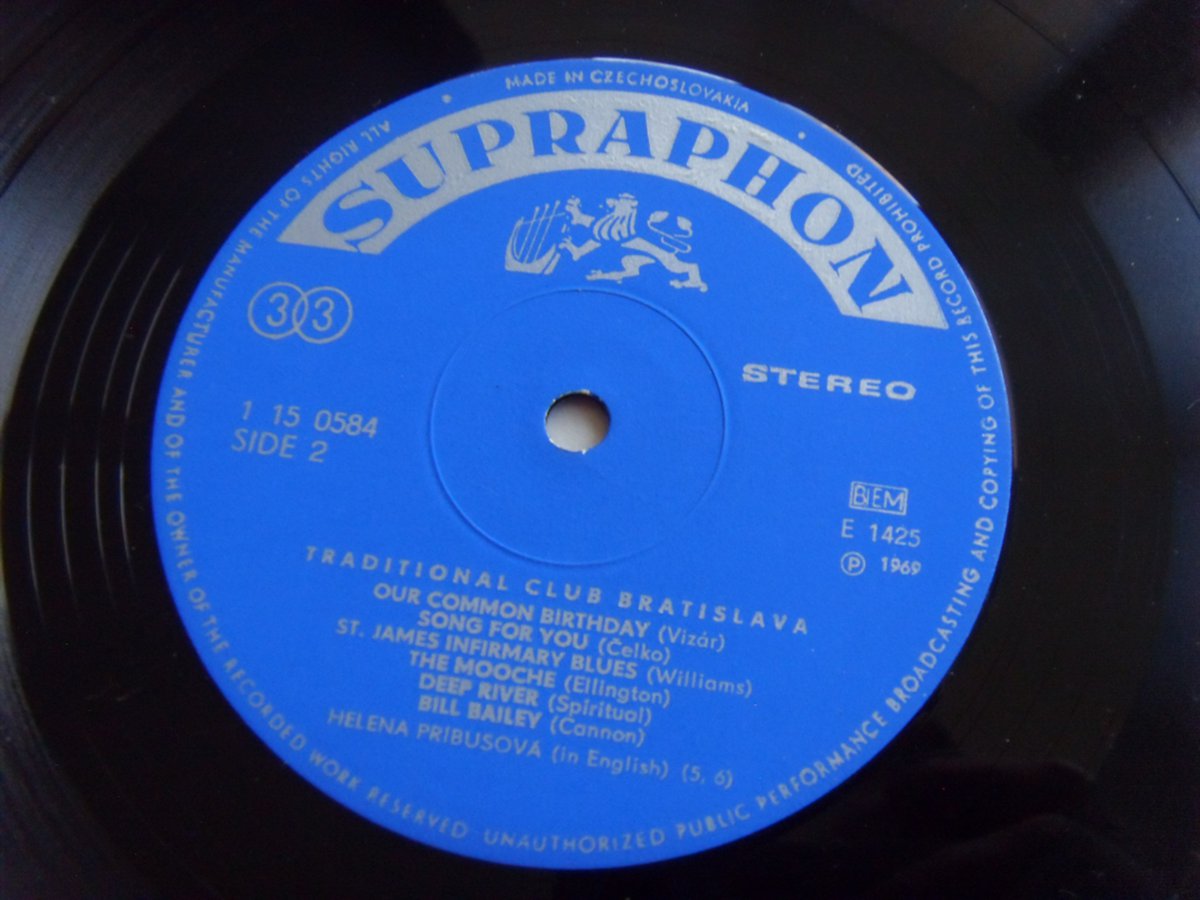 MADE IN CZECHOSLOVAKIA
SUPRAPHON
33
STEREO
1 15 0584
SIDE 2
BIEM
E 1425
℗ 1969
TRADITIONAL CLUB BRATISLAVA
OUR COMMON BIRTHDAY (Vizár)
SONG FOR YOU (Čelko)
ST. JAMES INFIRMARY BLUES (Williams)
THE MOOCHE (Ellington)
DEEP RIVER (Spiritual)
BILL BAILEY (Cannon)
HELENA PRIBUSOVÁ (in English) (5, 6)
ALL RIGHTS OF THE MANUFACTURER AND OF THE OWNER OF THE RECORDED WORK RESERVED UNAUTHORIZED PUBLIC PERFORMANCE BROADCASTING AND COPYING OF THIS RECORD PROHIBITED